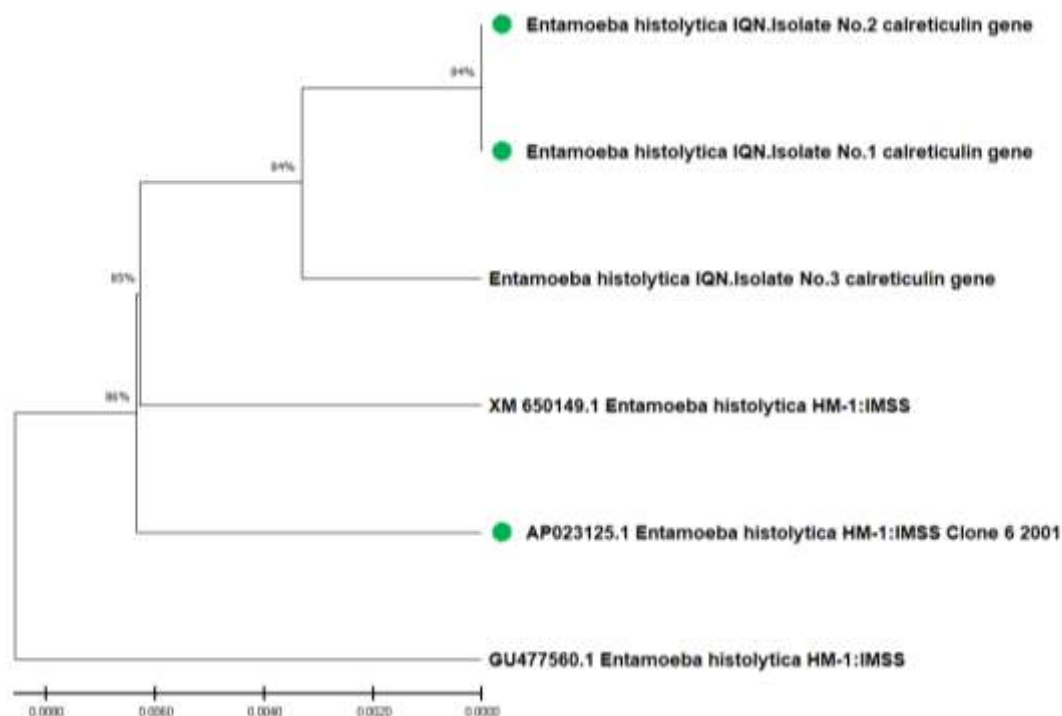 Entamoeba histolytica IQN.Isolate No.2 calreticulin gene
94%
Entamoeba histolytica IQN.Isolate No.1 calreticulin gene
84%
Entamoeba histolytica IQN.Isolate No.3 calreticulin gene
85%
XM 650149.1 Entamoeba histolytica HM-1:IMSS
86%
AP023125.1 Entamoeba histolytica HM-1:IMSS Clone 6 2001
GU477560.1 Entamoeba histolytica HM-1:IMSS
0.0080 0.0060 0.0040 0.0020 0.0000